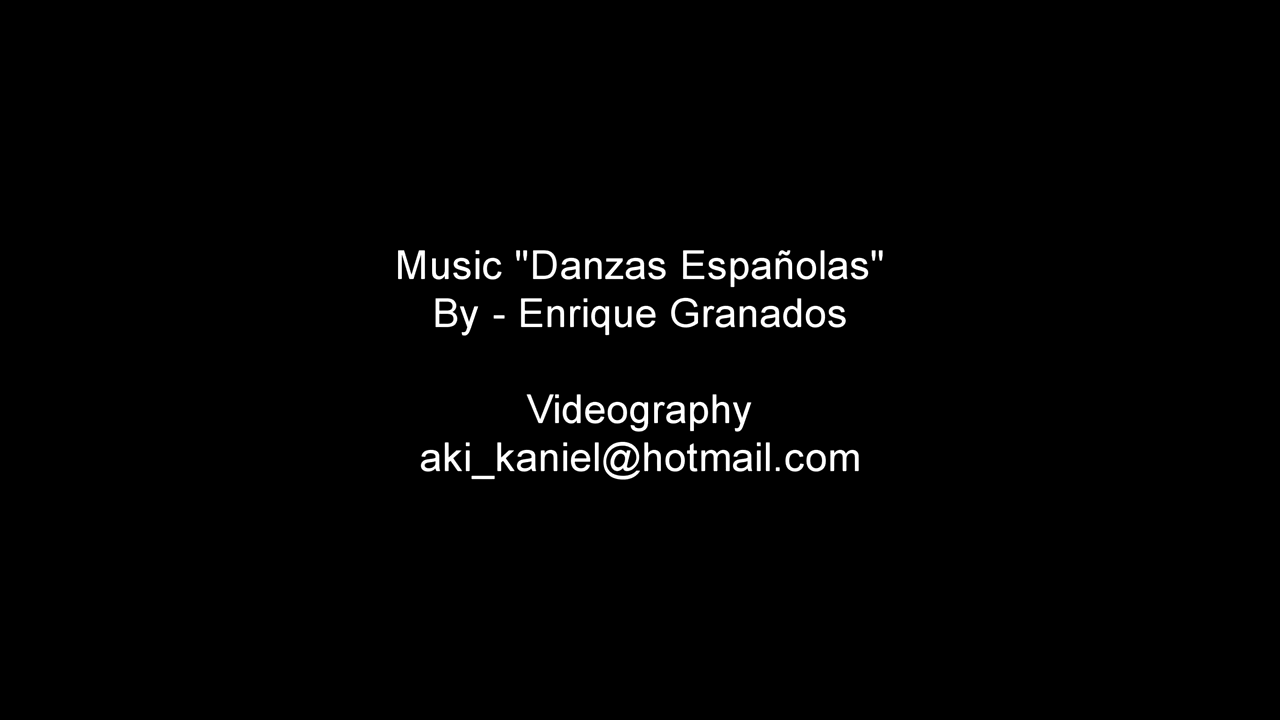 Music "Danzas Españolas"
By - Enrique Granados
Videography
aki_kaniel@hotmail.com